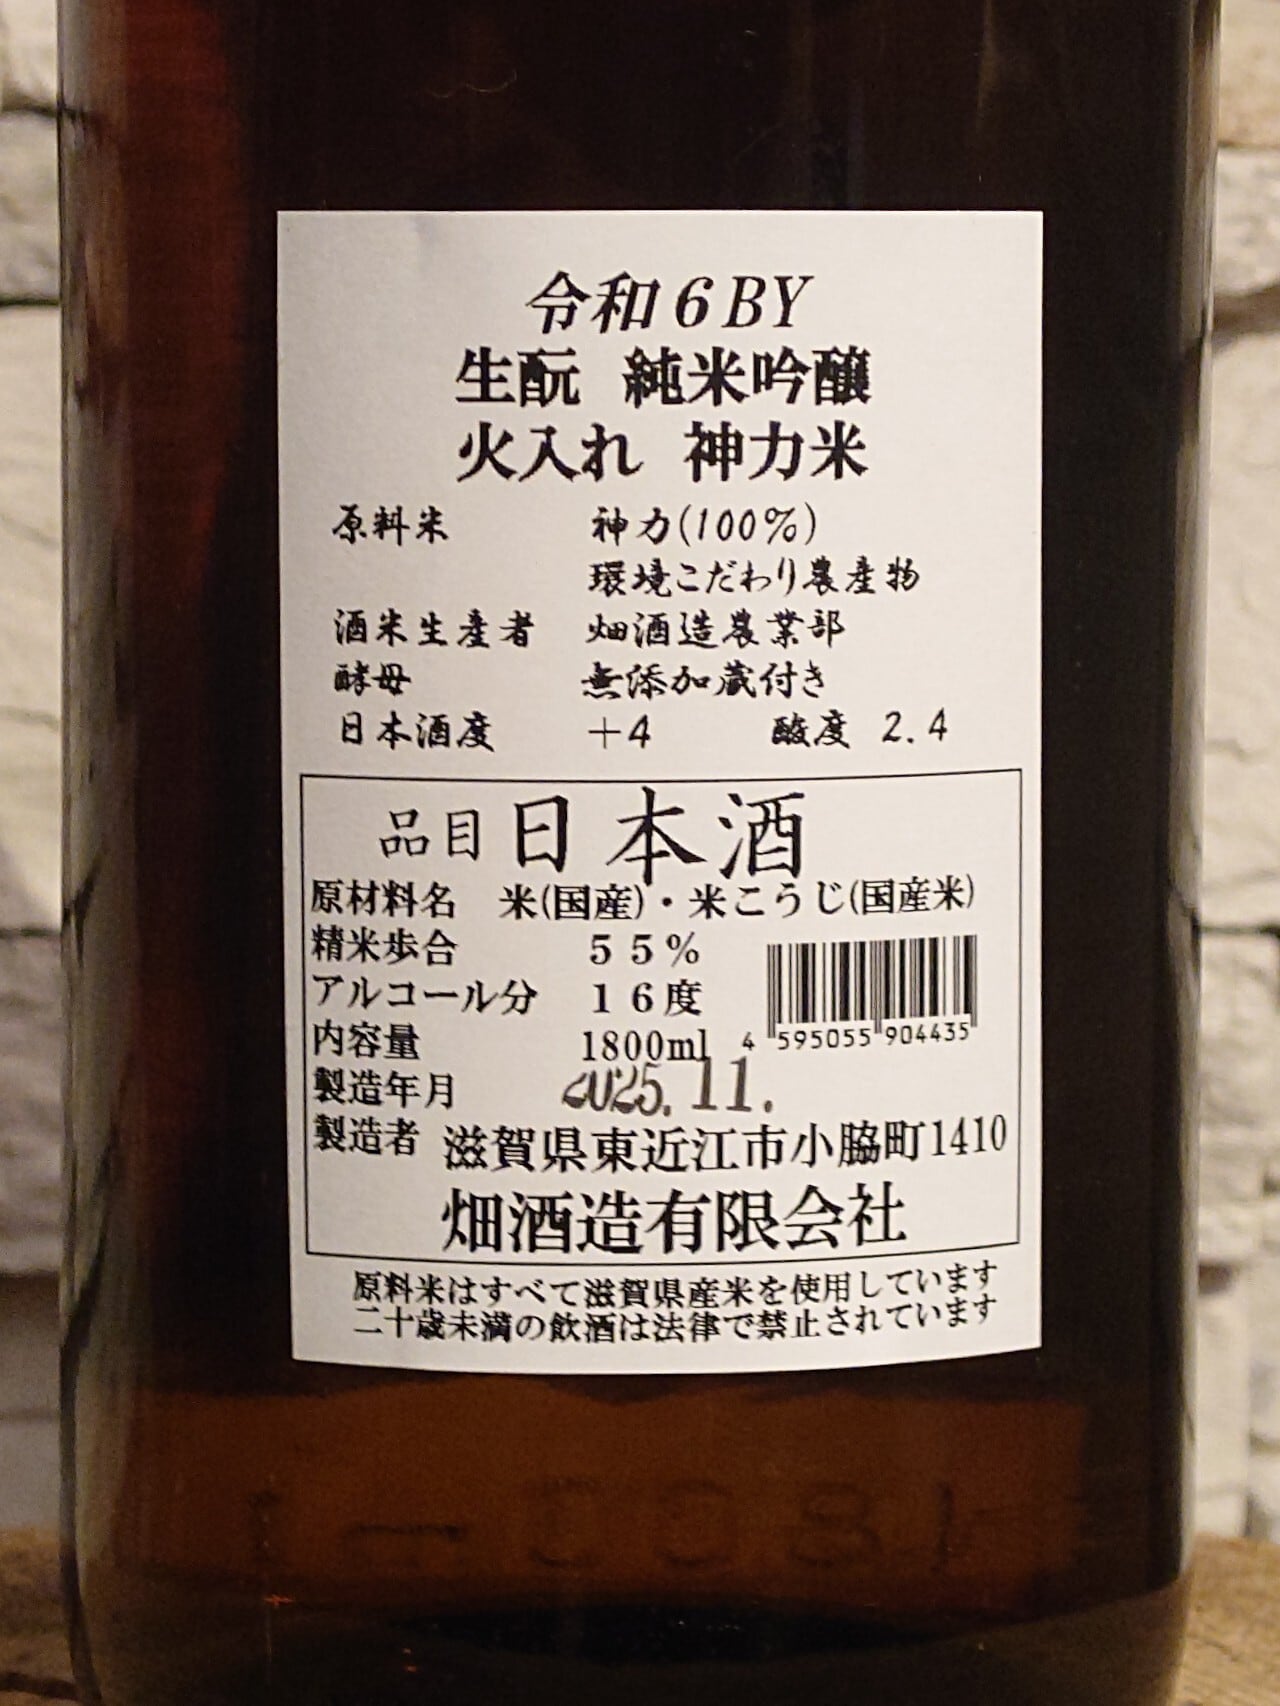 令和6BY
生酛 純米吟醸
火入れ 神力米
原料米 神力(100%)
環境こだわり農産物
酒米生産者 畑酒造農業部
酵母 無添加蔵付き
日本酒度 +4 酸度 2.4
品目 日本酒
原材料名 米(国産)・米こうじ(国産米)
精米歩合 55%
アルコール分 16度
内容量 1800ml
4 595055 904435
製造年月 2025.11.
製造者 滋賀県東近江市小脇町1410
畑酒造有限会社
原料米はすべて滋賀県産米を使用しています
二十歳未満の飲酒は法律で禁止されています